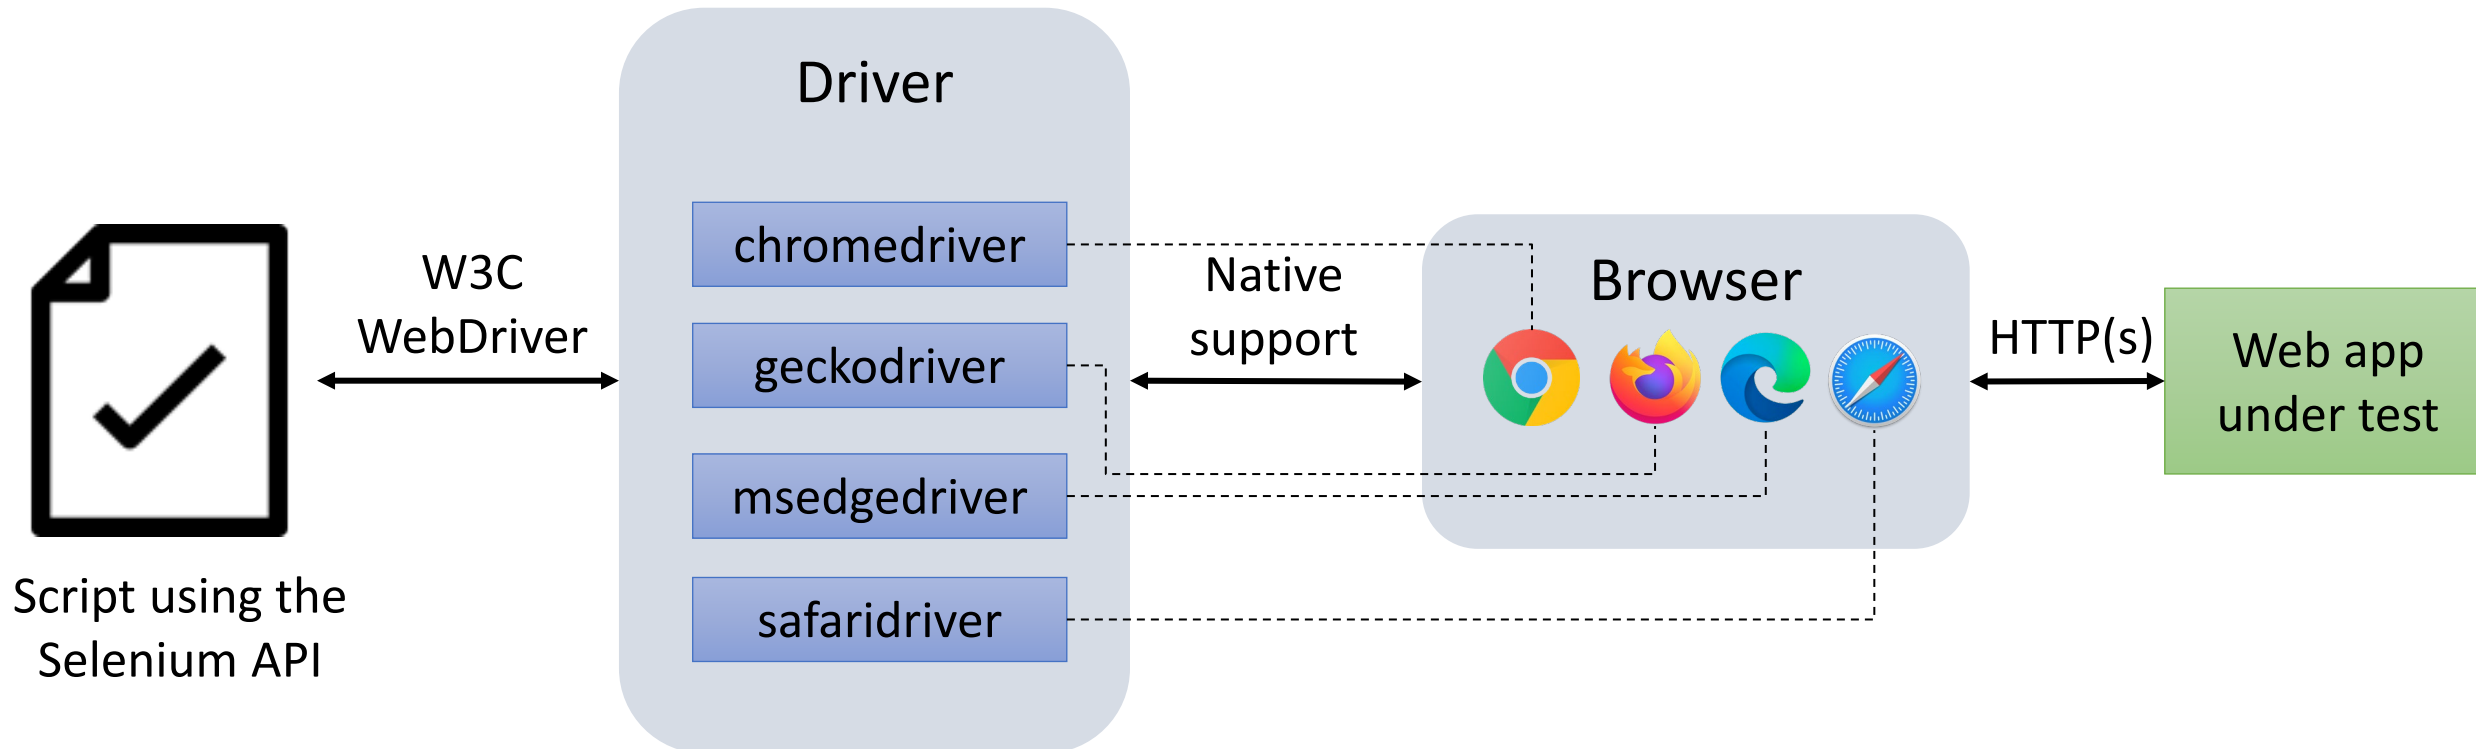 Script using the
Selenium API
W3C
WebDriver
Driver
chromedriver
geckodriver
msedgedriver
safaridriver
Native
support
Browser
HTTP(s)
Web app
under test